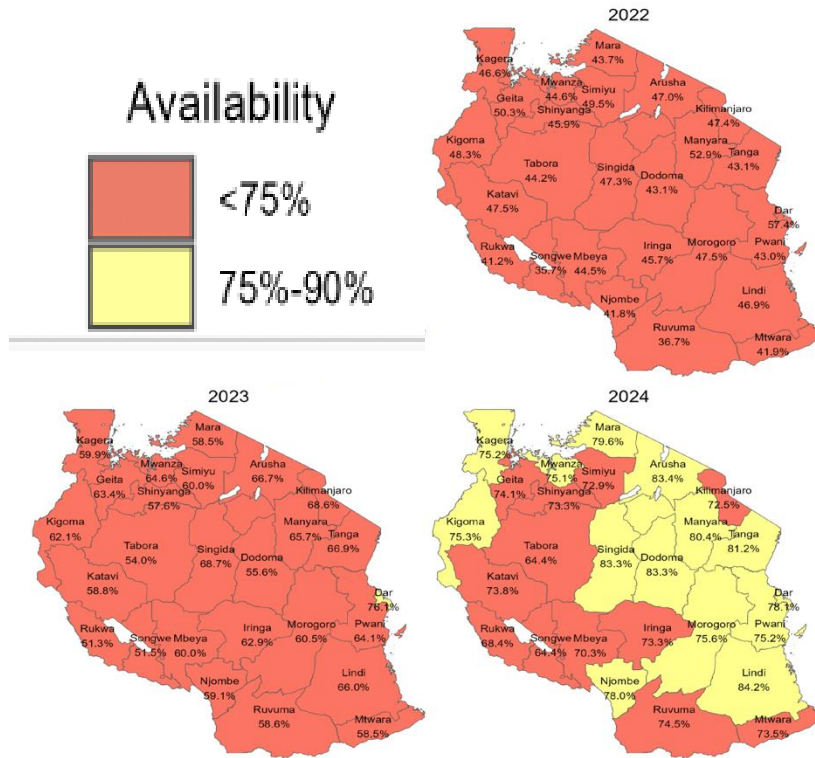 Availability
<75%
75%-90%
2022
Mara
43.7%
Kagera
46.6%
Mwanza
44.6%
Simiyu
49.5%
Arusha
47.0%
Geita
50.3%
Shinyanga
45.9%
Kilimanjaro
47.4%
Kigoma
48.3%
Manyara
52.9%
Tanga
43.1%
Tabora
44.2%
Singida
47.3%
Dodoma
43.1%
Katavi
47.5%
Dar
57.4%
Rukwa
41.2%
Songwe
35.7%
Mbeya
44.5%
Iringa
45.7%
Morogoro
47.5%
Pwani
43.0%
Njombe
41.8%
Lindi
46.9%
Ruvuma
36.7%
Mtwara
41.9%
2023
Mara
58.5%
Kagera
59.9%
Mwanza
64.6%
Simiyu
60.0%
Arusha
66.7%
Geita
63.4%
Shinyanga
57.6%
Kilimanjaro
68.6%
Kigoma
62.1%
Manyara
65.7%
Tanga
66.9%
Tabora
54.0%
Singida
68.7%
Dodoma
55.6%
Katavi
58.8%
Dar
76.1%
Rukwa
51.3%
Songwe
51.5%
Mbeya
60.0%
Iringa
62.9%
Morogoro
60.5%
Pwani
64.1%
Njombe
59.1%
Lindi
66.0%
Ruvuma
58.6%
Mtwara
58.5%
2024
Mara
79.6%
Kagera
75.2%
Mwanza
75.1%
Simiyu
72.9%
Arusha
83.4%
Geita
74.1%
Shinyanga
73.3%
Kilimanjaro
72.5%
Kigoma
75.3%
Manyara
80.4%
Tanga
81.2%
Tabora
64.4%
Singida
83.3%
Dodoma
83.3%
Katavi
73.8%
Dar
78.1%
Rukwa
68.4%
Songwe
64.4%
Mbeya
70.3%
Iringa
73.3%
Morogoro
75.6%
Pwani
75.2%
Njombe
78.0%
Lindi
84.2%
Ruvuma
74.5%
Mtwara
73.5%